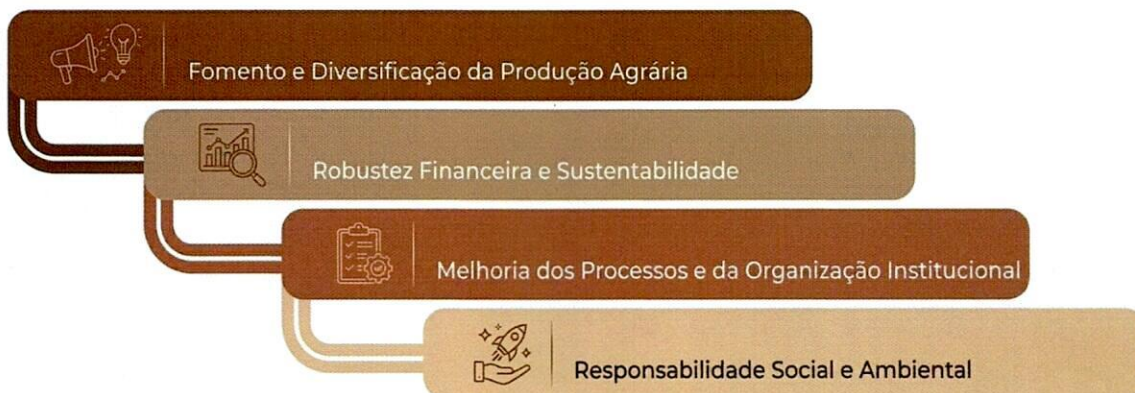 Fomento e Diversificação da Produção Agrária
Robustez Financeira e Sustentabilidade
Melhoria dos Processos e da Organização Institucional
Responsabilidade Social e Ambiental